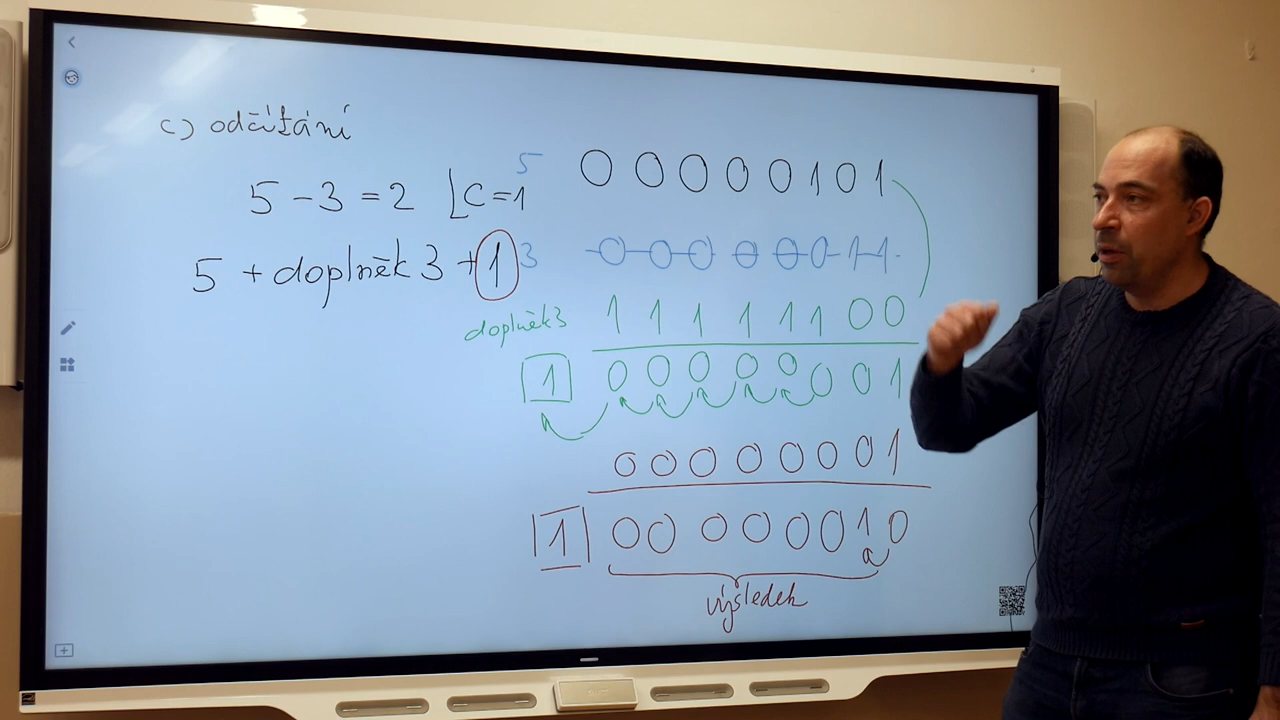 c) odčítání
5 - 3 = 2 ⌊C = 1
5 + doplněk 3 + 1
5 0 0 0 0 0 1 0 1
3 0 0 0 0 0 0 1 1
doplněk 3 1 1 1 1 1 1 0 0
1 0 0 0 0 0 0 0 1
0 0 0 0 0 0 0 1
1 0 0 0 0 0 0 1 0
výsledek